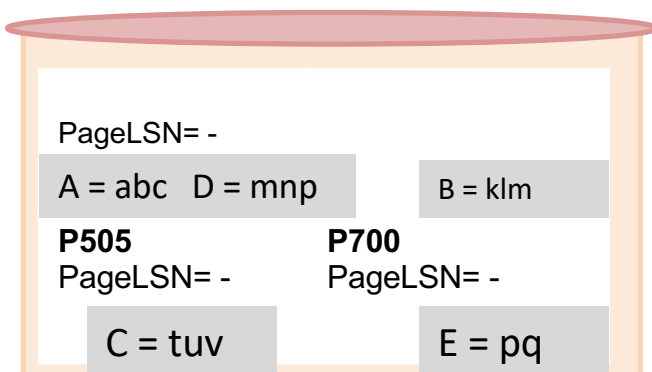 PageLSN= -
A = abc D = mnp B = klm
P505 P700
PageLSN= - PageLSN= -
C = tuv E = pq